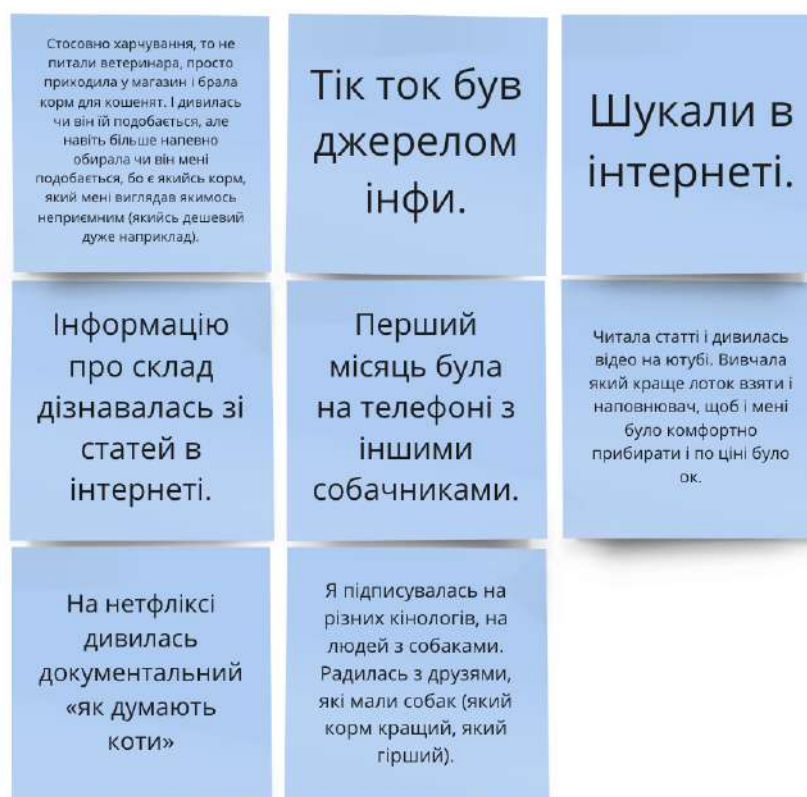 Стосовно харчування, то не
питали ветеринара, просто
приходила у магазин і брала
корм для кошенят. І дивилась
чи він їй подобається, але
навіть більше напевно
обирала чи він мені
подобається, бо є якийсь корм,
який мені виглядав якимось
неприємним (якийсь дешевий
дуже наприклад).
Тік ток був
джерелом
інфи.
Шукали в
інтернеті.
Інформацію
про склад
дізнавалась зі
статей в
інтернеті.
Перший
місяць була
на телефоні з
іншими
собачниками.
Читала статті і дивилась
відео на ютубі. Вивчала
який краще лоток взяти і
наповнювач, щоб і мені
було комфортно
прибирати і по ціні було
ок.
На нетфліксі
дивилась
документальний
«як думають
коти»
Я підписувалась на
різних кінологів, на
людей з собаками.
Радилась з друзями,
які мали собак (який
корм кращий, який
гірший).